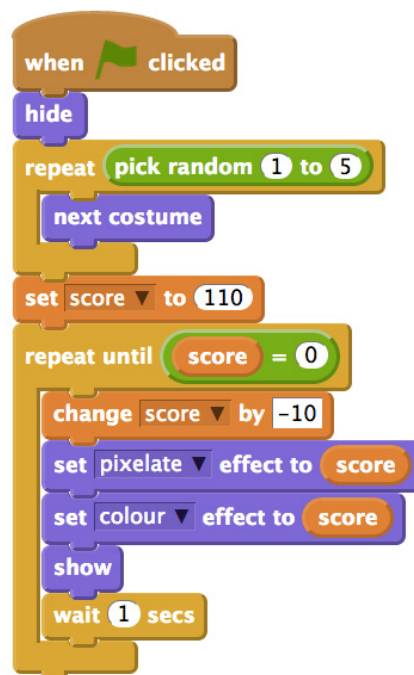 when clicked
hide
repeat pick random 1 to 5
next costume
set score to 110
repeat until score = 0
change score by -10
set pixelate effect to score
set colour effect to score
show
wait 1 secs